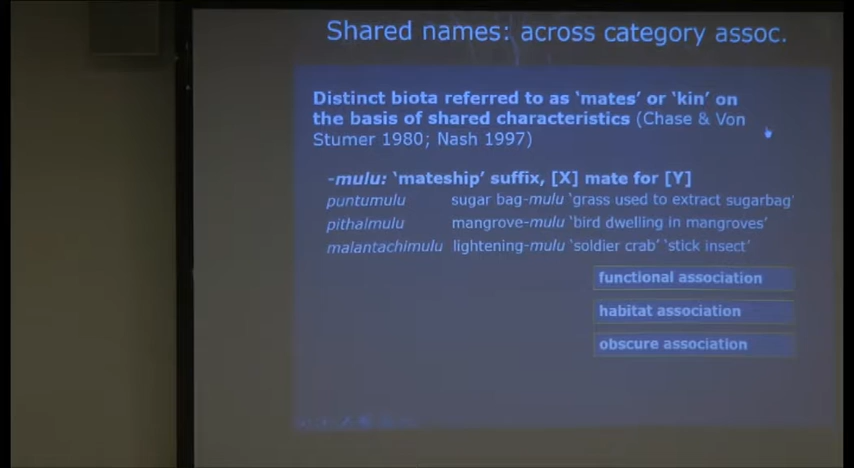 Shared names: across category assoc.
Distinct biota referred to as ‘mates’ or ‘kin’ on
the basis of shared characteristics (Chase & Von
Stumer 1980; Nash 1997)
-mulu: ‘mateship’ suffix, [X] mate for [Y]
puntumulu sugar bag-mulu ‘grass used to extract sugarbag’
pithalmulu mangrove-mulu ‘bird dwelling in mangroves’
malantachimulu lightening-mulu ‘soldier crab’ ‘stick insect’
functional association
habitat association
obscure association